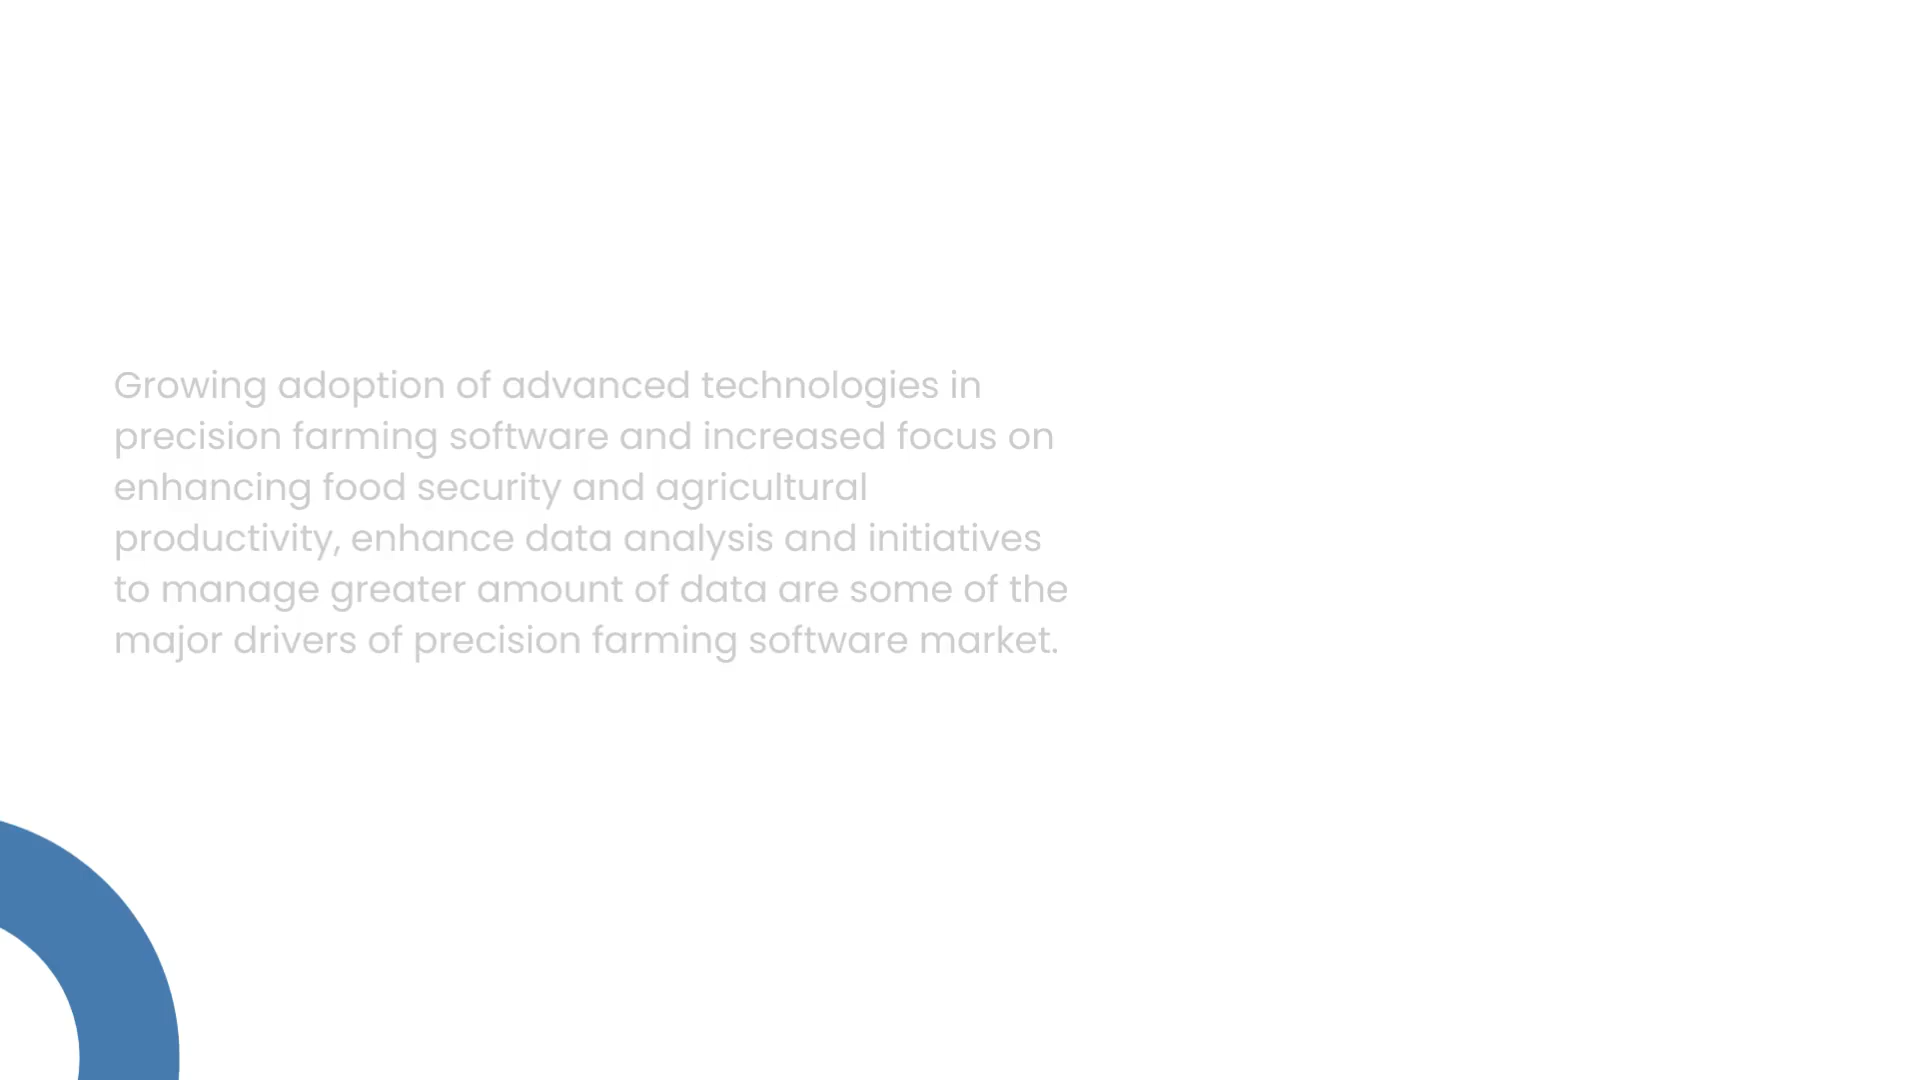 Growing adoption of advanced technologies in
precision farming software and increased focus on
enhancing food security and agricultural
productivity, enhance data analysis and initiatives
to manage greater amount of data are some of the
major drivers of precision farming software market.